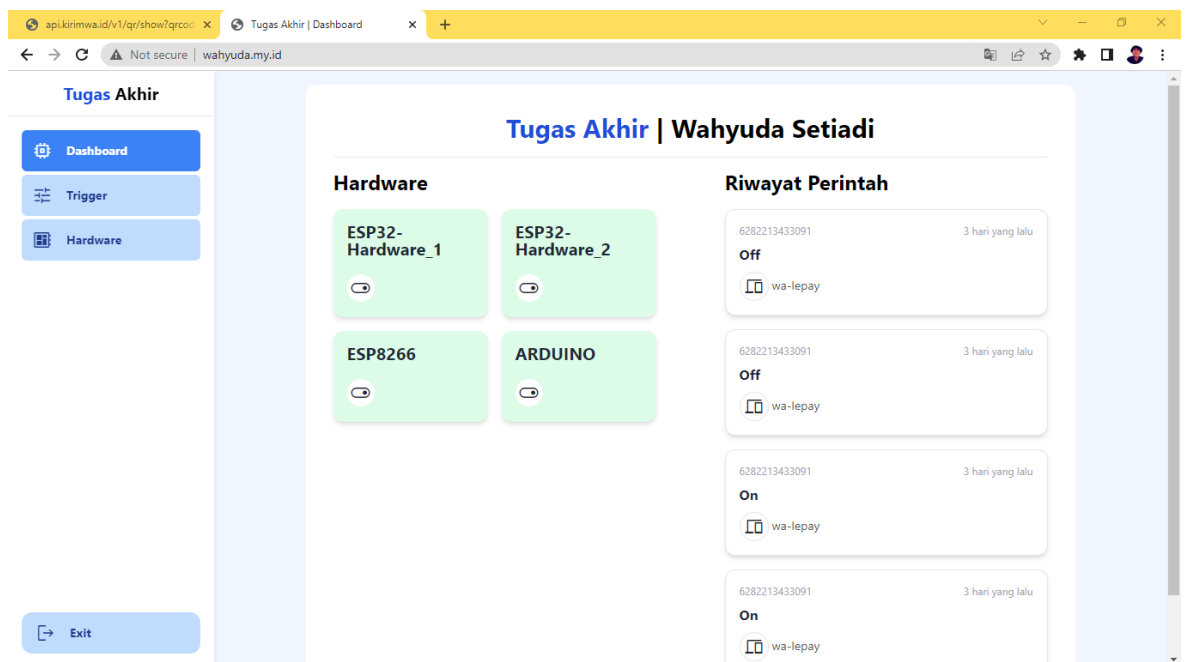 api.kirimwa.id/v1/qr/show?qrcod
Tugas Akhir | Dashboard
Not secure | wahyuda.my.id
Tugas Akhir
Dashboard
Trigger
Hardware
Exit
Tugas Akhir | Wahyuda Setiadi
Hardware
ESP32-
Hardware_1
ESP32-
Hardware_2
ESP8266
ARDUINO
Riwayat Perintah
6282213433091 3 hari yang lalu
Off
wa-lepay
6282213433091 3 hari yang lalu
Off
wa-lepay
6282213433091 3 hari yang lalu
On
wa-lepay
6282213433091 3 hari yang lalu
On
wa-lepay